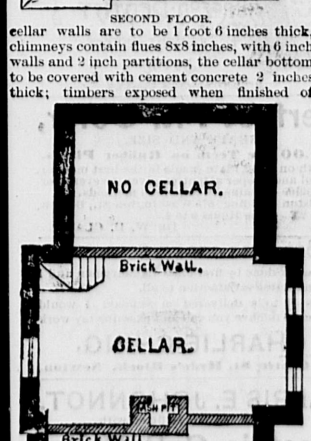 SECOND FLOOR.
cellar walls are to be 1 foot 6 inches thick,
chimneys contain flues 8x8 inches, with 6 inch
walls and 2 inch partitions, the cellar bottom
to be covered with cement concrete 2 inches
thick; timbers exposed when finished of
NO CELLAR.
Brick Wall.
CELLAR.
ASH PIT
Brick Wall